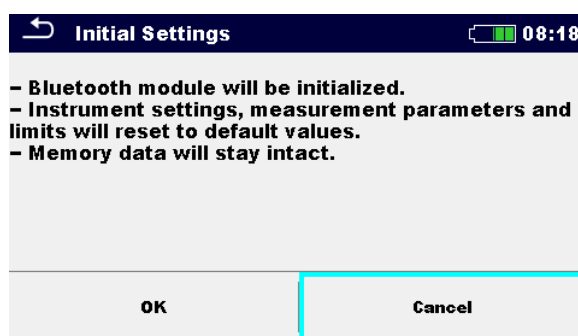 Initial Settings
08:18
– Bluetooth module will be initialized.
– Instrument settings, measurement parameters and
limits will reset to default values.
– Memory data will stay intact.
OK
Cancel